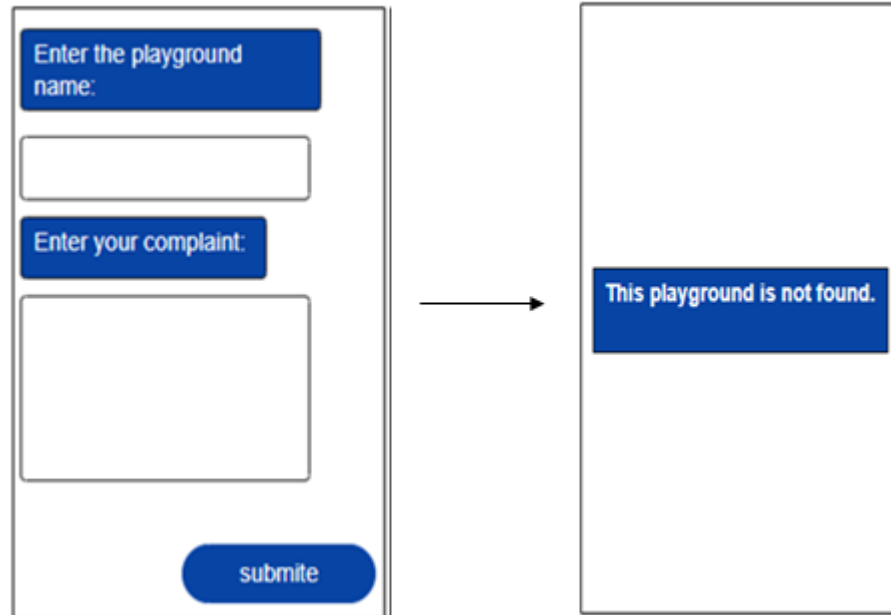 Enter the playground
name:
Enter your complaint:
submite
This playground is not found.